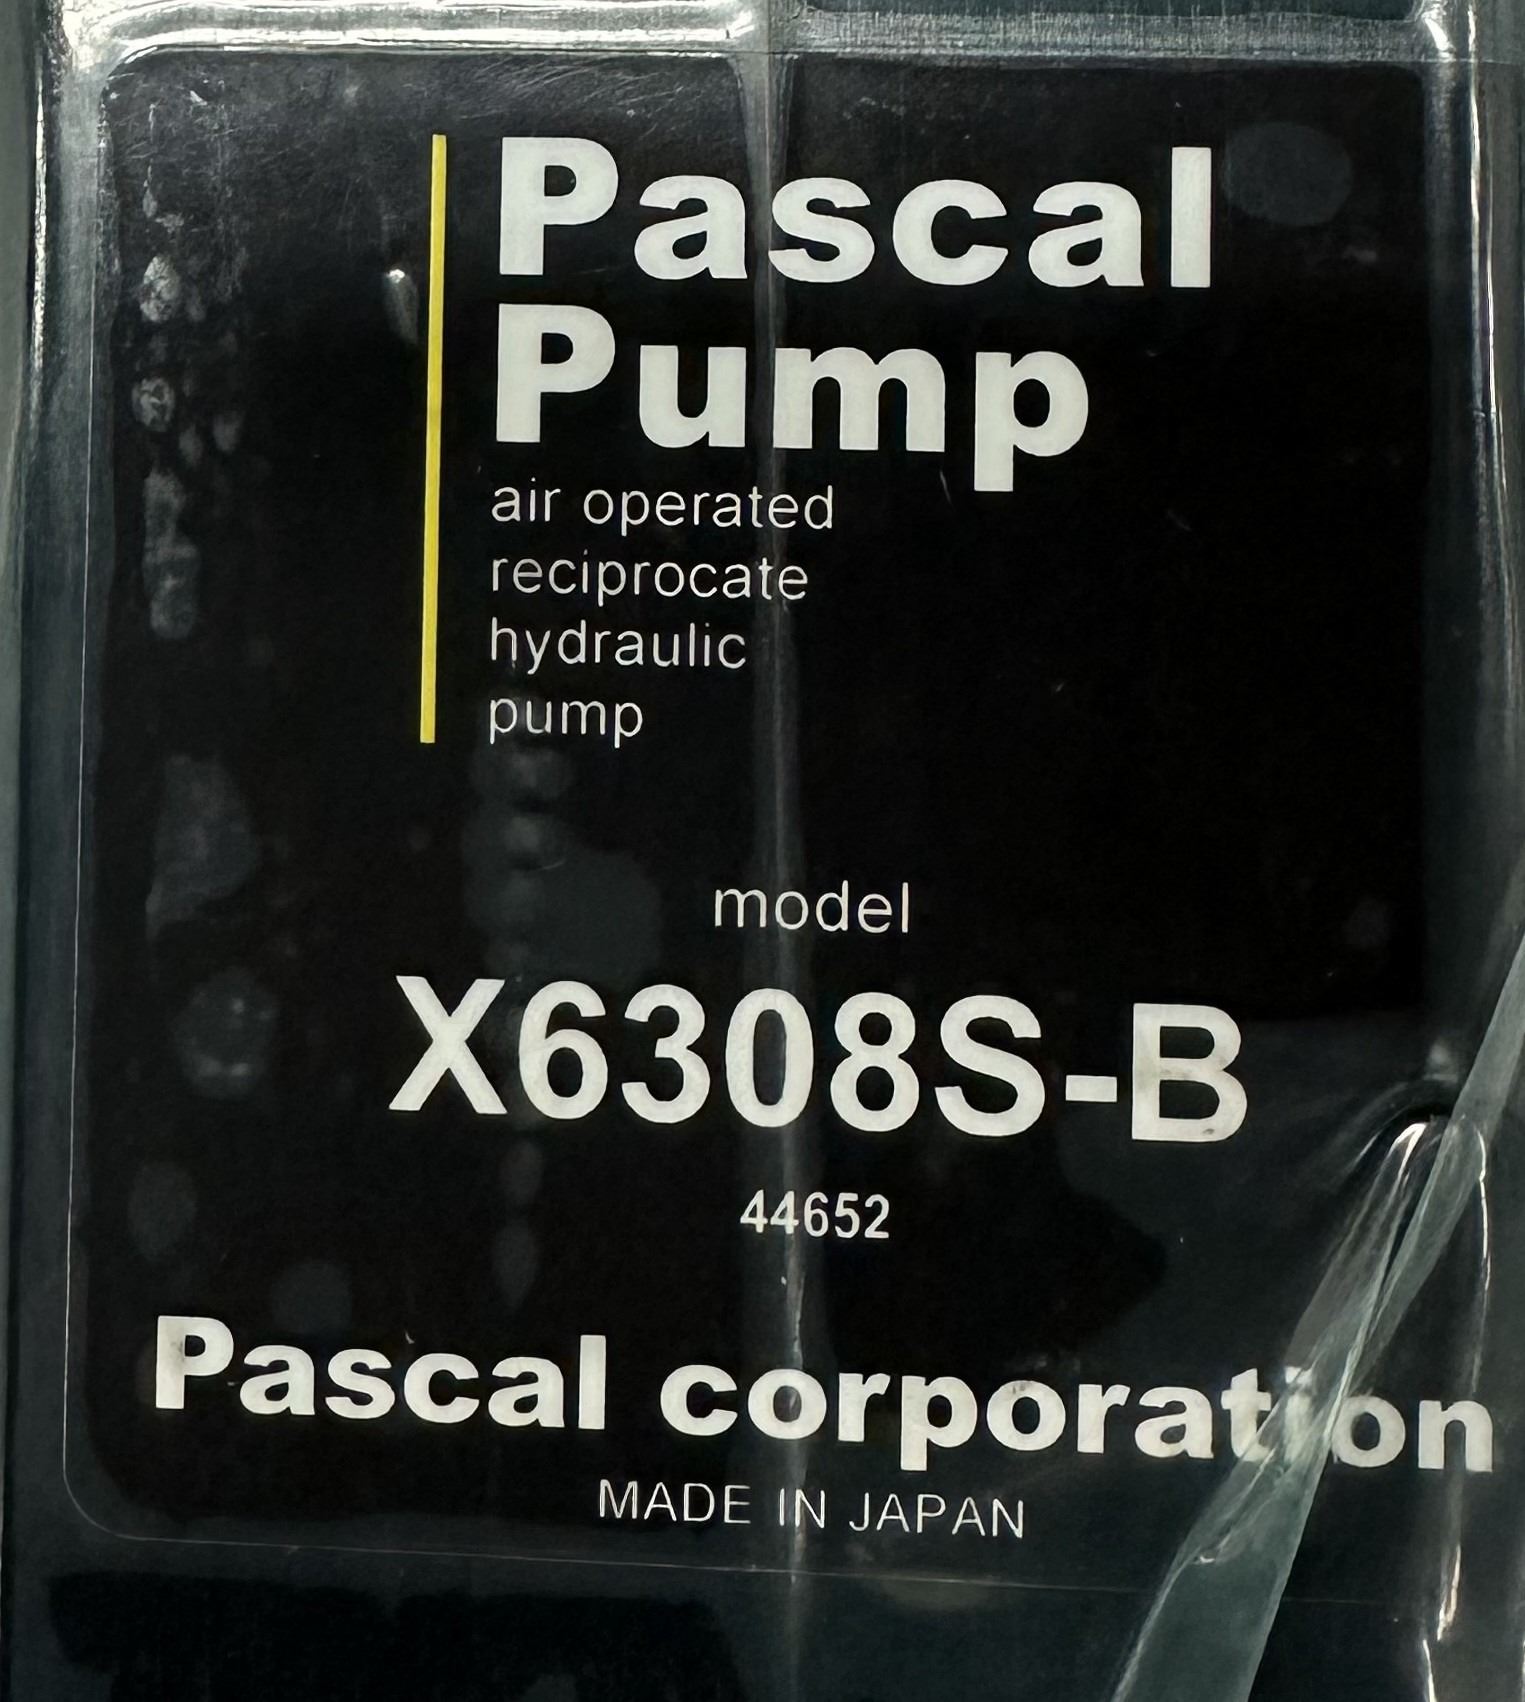 Pascal
Pump
air operated
reciprocate
hydraulic
pump
model
X6308S-B
44652
Pascal corporation
MADE IN JAPAN